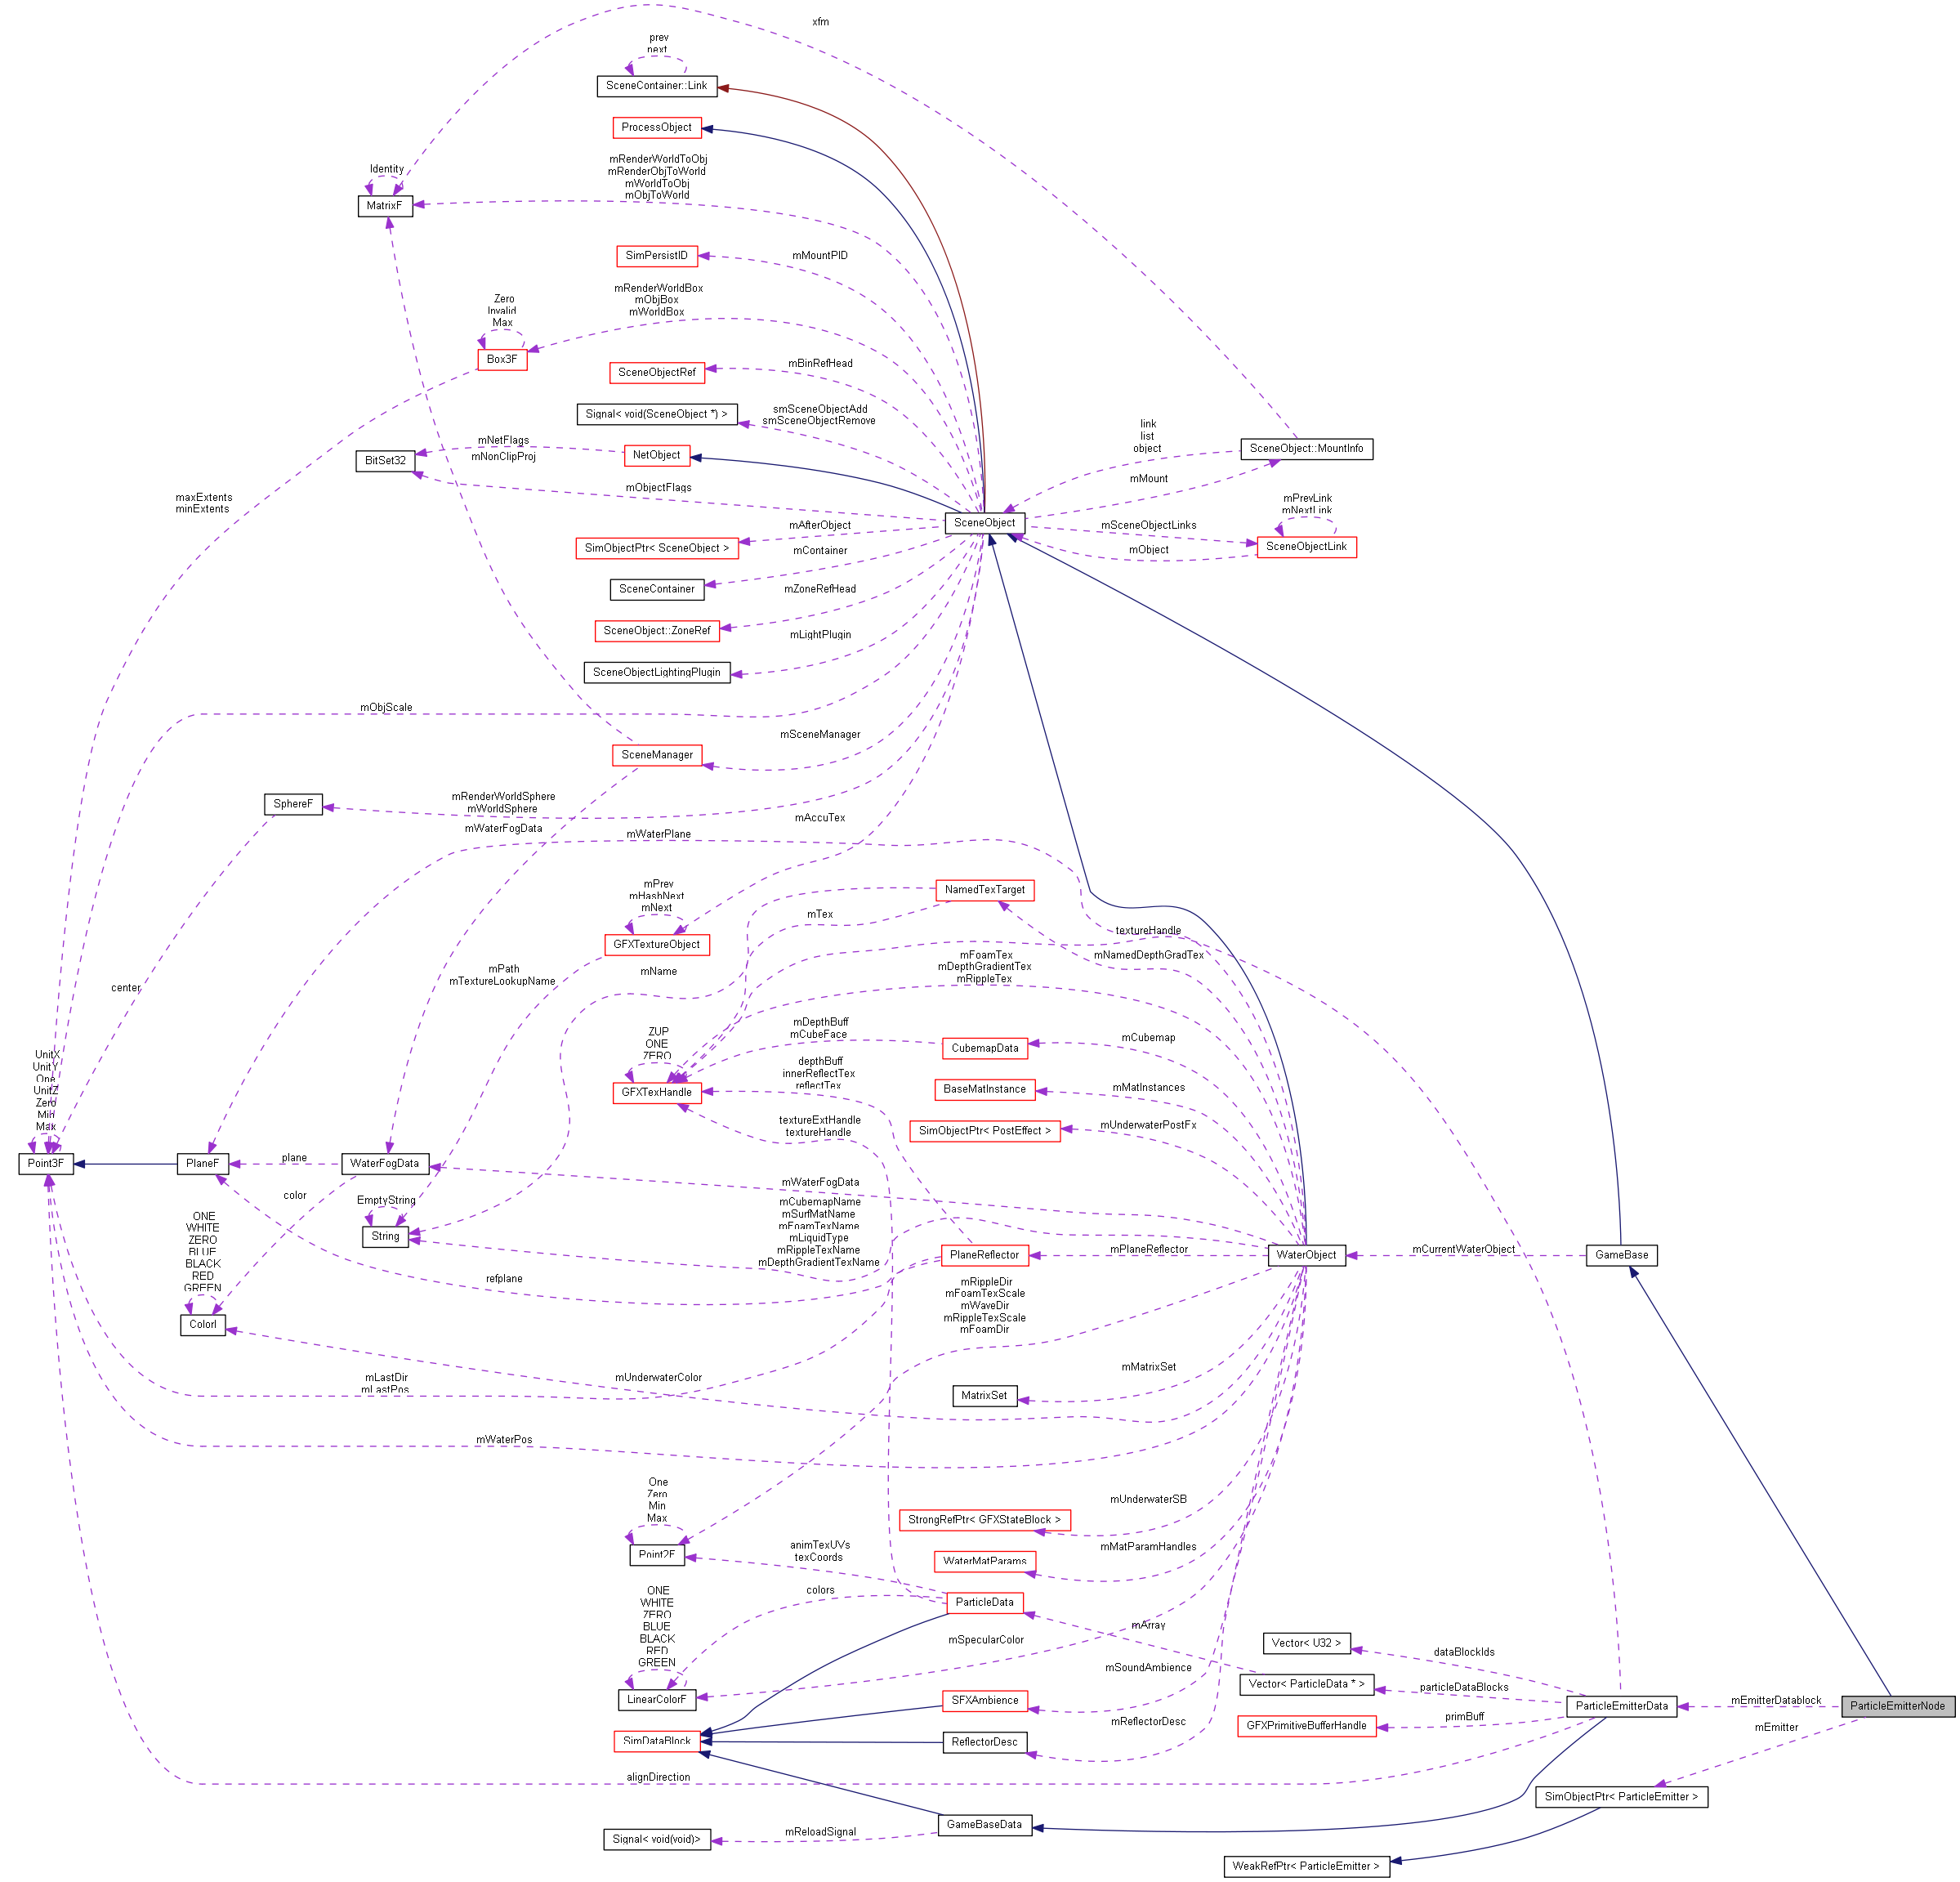 xfm
prev
next
SceneContainer::Link
ProcessObject
mRenderWorldToObj
mRenderObjToWorld
mWorldToObj
mObjToWorld
Identity
MatrixF
SimPersistID
mMountPID
Zero
Invalid
Max
Box3F
mRenderWorldBox
mObjBox
mWorldBox
SceneObjectRef
mBinRefHead
Signal< void(SceneObject *) >
smSceneObjectAdd
smSceneObjectRemove
mNetFlags
mNonClipProj
BitSet32
NetObject
link
list
object
SceneObject::MountInfo
mMount
mObjectFlags
maxExtents
minExtents
SceneObject
mPrevLink
mNextLink
mSceneObjectLinks
SceneObjectLink
mObject
mAfterObject
SimObjectPtr< SceneObject >
mContainer
SceneContainer
mZoneRefHead
SceneObject::ZoneRef
mLightPlugin
SceneObjectLightingPlugin
mObjScale
mSceneManager
SceneManager
SphereF
mRenderWorldSphere
mWorldSphere
mWaterFogData
mWaterPlane
mAccuTex
mPrev
mHashNext
mNext
GFXTextureObject
NamedTexTarget
mTex
textureHandle
mNamedDepthGradTex
mFoamTex
mDepthGradientTex
mRippleTex
mPath
mTextureLookupName
mName
center
ZUP
ONE
ZERO
GFXTexHandle
mDepthBuff
mCubeFace
CubemapData
mCubemap
depthBuff
innerReflectTex
reflectTex
BaseMatInstance
mMatInstances
textureExtHandle
textureHandle
SimObjectPtr< PostEffect >
mUnderwaterPostFx
UnitX
UnitY
One
UnitZ
Zero
Min
Max
Point3F
PlaneF
plane
WaterFogData
mWaterFogData
color
EmptyString
String
mCubemapName
mSurfMatName
mFoamTexName
mLiquidType
mRippleTexName
mDepthGradientTexName
ONE
WHITE
ZERO
BLUE
BLACK
RED
GREEN
ColorI
refplane
PlaneReflector
mPlaneReflector
WaterObject
mCurrentWaterObject
GameBase
mRippleDir
mFoamTexScale
mWaveDir
mRippleTexScale
mFoamDir
mLastDir
mLastPos
mUnderwaterColor
mMatrixSet
MatrixSet
mWaterPos
One
Zero
Min
Max
Point2F
StrongRefPtr< GFXStateBlock >
mUnderwaterSB
animTexUVs
texCoords
WaterMatParams
mMatParamHandles
colors
ParticleData
mArray
ONE
WHITE
ZERO
BLUE
BLACK
RED
GREEN
LinearColorF
mSpecularColor
mSoundAmbience
SFXAmbience
Vector< U32 >
dataBlockIds
Vector< ParticleData * >
particleDataBlocks
GFXPrimitiveBufferHandle
primBuff
ParticleEmitterData
mEmitterDatablock
ParticleEmitterNode
mEmitter
SimDataBlock
ReflectorDesc
mReflectorDesc
alignDirection
SimObjectPtr< ParticleEmitter >
Signal< void(void)>
mReloadSignal
GameBaseData
WeakRefPtr< ParticleEmitter >